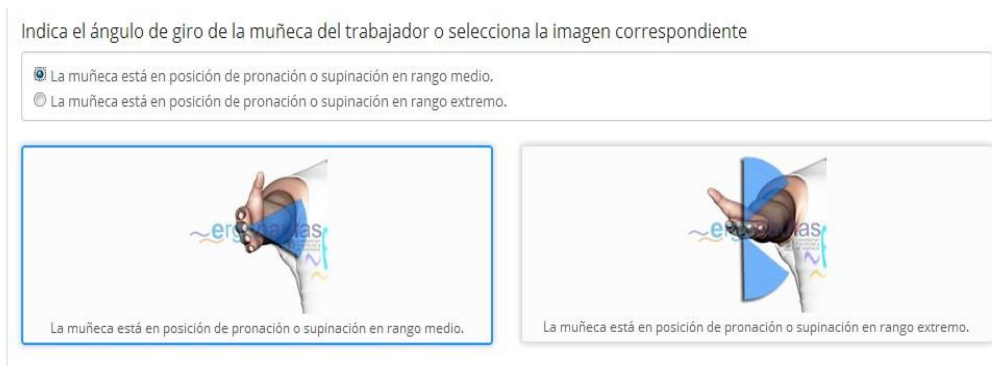 Indica el ángulo de giro de la muñeca del trabajador o selecciona la imagen correspondiente
La muñeca está en posición de pronación o supinación en rango medio.
La muñeca está en posición de pronación o supinación en rango extremo.
La muñeca está en posición de pronación o supinación en rango medio.
La muñeca está en posición de pronación o supinación en rango extremo.